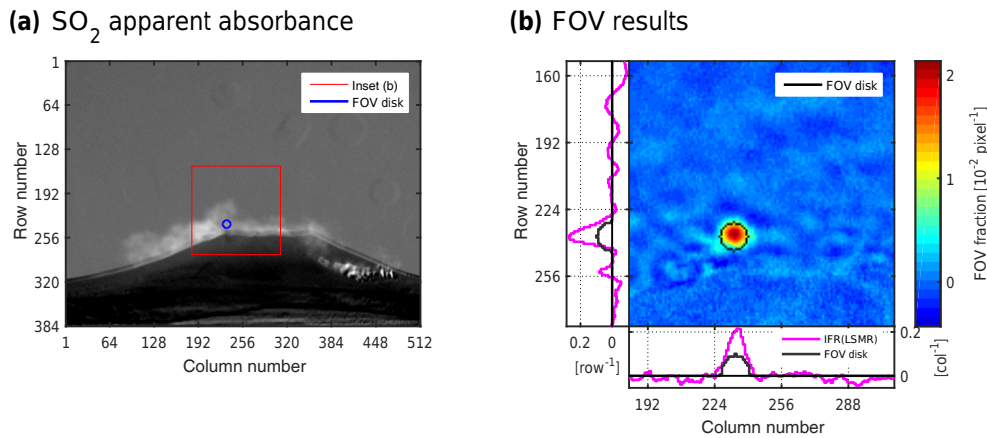 (a) SO2 apparent absorbance
1
64
128
192
256
320
384
Row number
Inset (b)
FOV disk
1 64 128 192 256 320 384 448 512
Column number
(b) FOV results
160
192
224
256
Row number
FOV disk
2
1
0
FOV fraction [10-2 pixel-1]
0.2 0
[row-1]
IFR(LSMR)
FOV disk
0.2
0
[col-1]
192 224 256 288
Column number